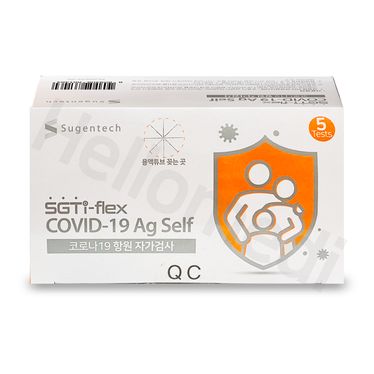 Sugentech
용액튜브 꽂는 곳
5
Tests
SGTi-flex
COVID-19 Ag Self
코로나19 항원 자가검사
QC
Heliomedi